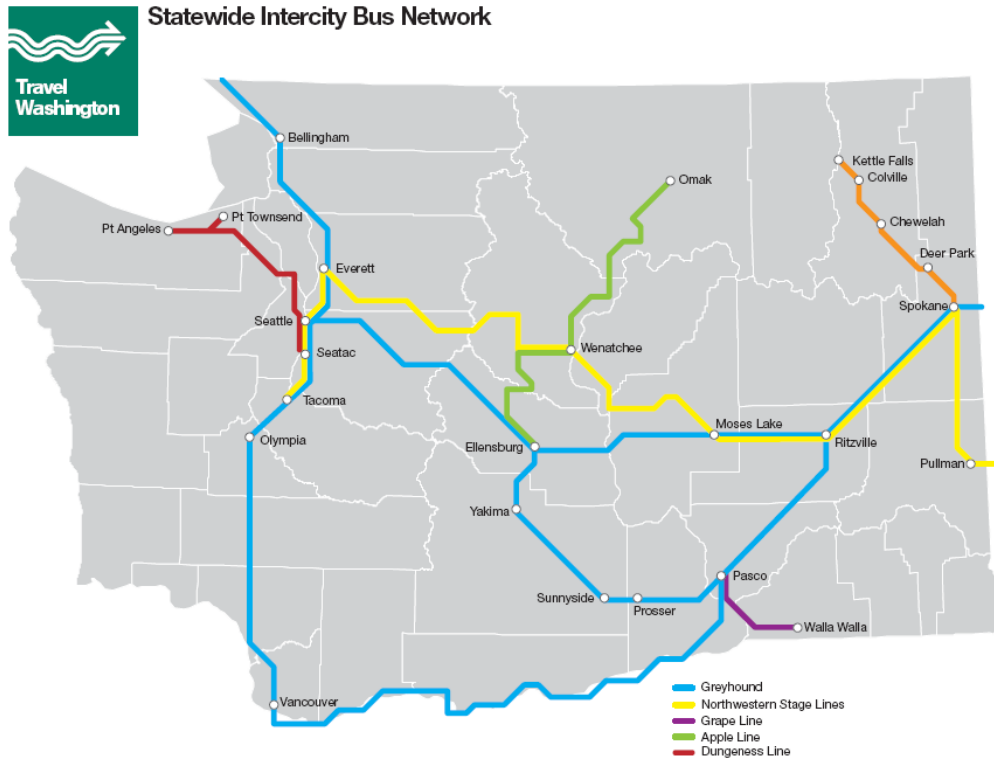 Statewide Intercity Bus Network
Travel
Washington
Bellingham
Kettle Falls
Colville
Omak
Pt Townsend
Pt Angeles
Chewelah
Deer Park
Everett
Spokane
Seattle
Wenatchee
Seatac
Tacoma
Moses Lake
Olympia
Ellensburg
Ritzville
Pullman
Yakima
Pasco
Sunnyside
Prosser
Walla Walla
Vancouver
Greyhound
Northwestern Stage Lines
Grape Line
Apple Line
Dungeness Line